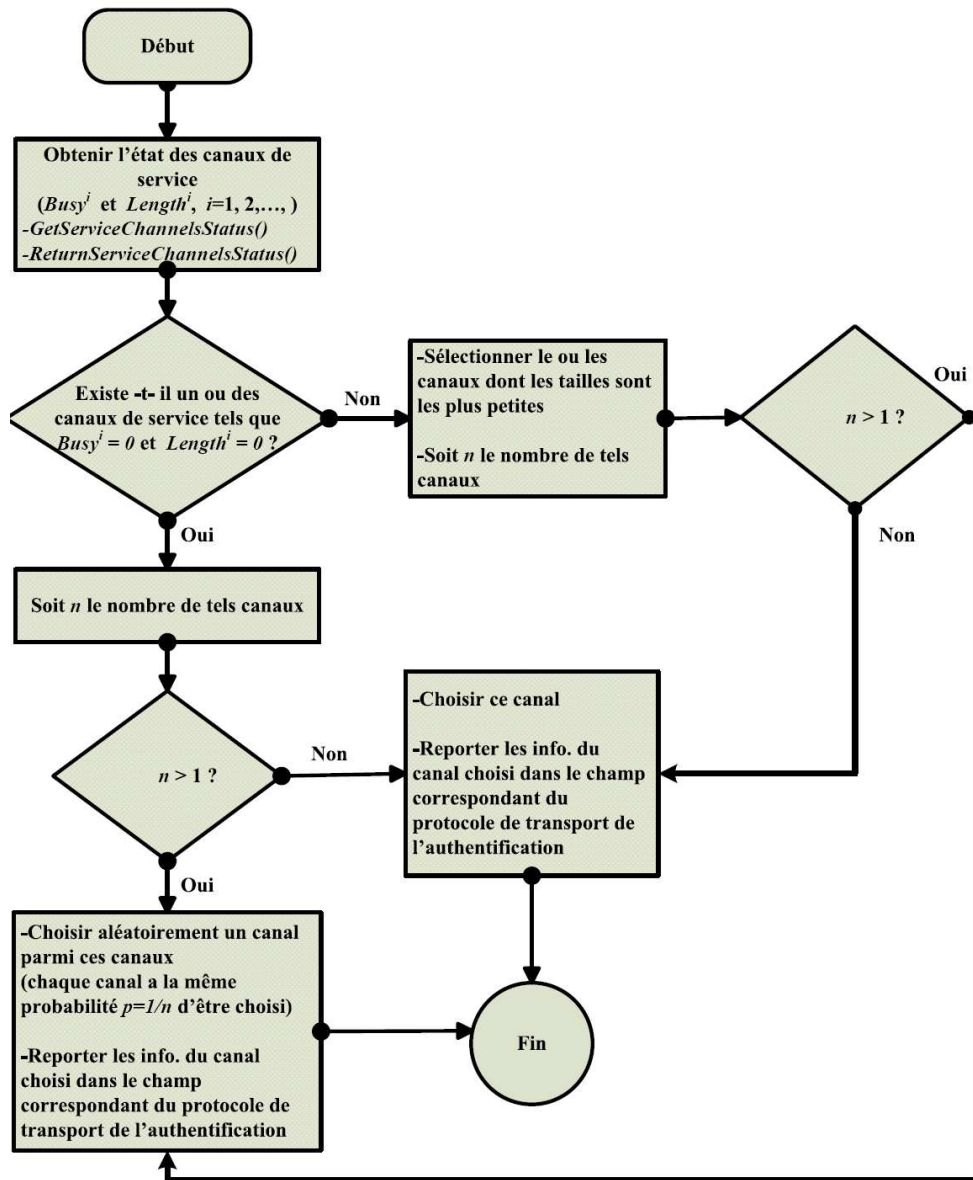 Début
Obtenir l'état des canaux de
service
(Busyⁱ et Lengthⁱ, i=1, 2,…, )
-GetServiceChannelsStatus()
-ReturnServiceChannelsStatus()
Existe -t- il un ou des
canaux de service tels que
Busyⁱ = 0 et Lengthⁱ = 0 ?
Non
-Sélectionner le ou les
canaux dont les tailles sont
les plus petites
-Soit n le nombre de tels
canaux
n > 1 ?
Oui
Non
Oui
Soit n le nombre de tels canaux
n > 1 ?
Non
-Choisir ce canal
-Reporter les info. du
canal choisi dans le champ
correspondant du
protocole de transport de
l'authentification
Oui
-Choisir aléatoirement un canal
parmi ces canaux
(chaque canal a la même
probabilité p=1/n d'être choisi)
-Reporter les info. du canal
choisi dans le champ
correspondant du protocole de
transport de l'authentification
Fin